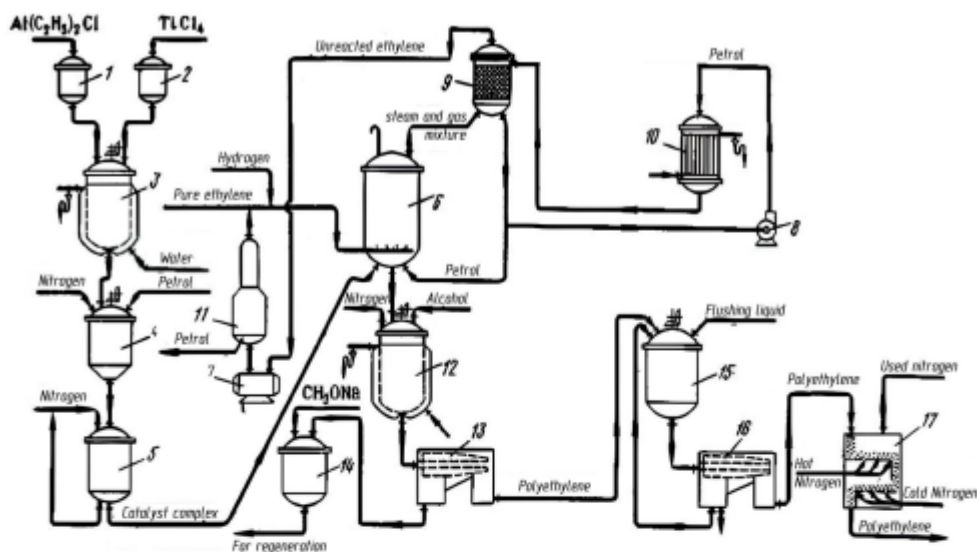 Al(C₂H₅)₂Cl
TiCl₄
1
2
Unreacted ethylene
9
Petrol
10
steam and gas
mixture
Hydrogen
3
Pure ethylene
6
8
Water
Petrol
Nitrogen
Petrol
4
11
Nitrogen
Alcohol
Flushing liquid
Petrol
7
12
15
Used nitrogen
Polyethylene
CH₃ONa
Nitrogen
13
16
17
5
14
Hot
Nitrogen
Polyethylene
Cold Nitrogen
Catalyst complex
For regeneration
Polyethylene